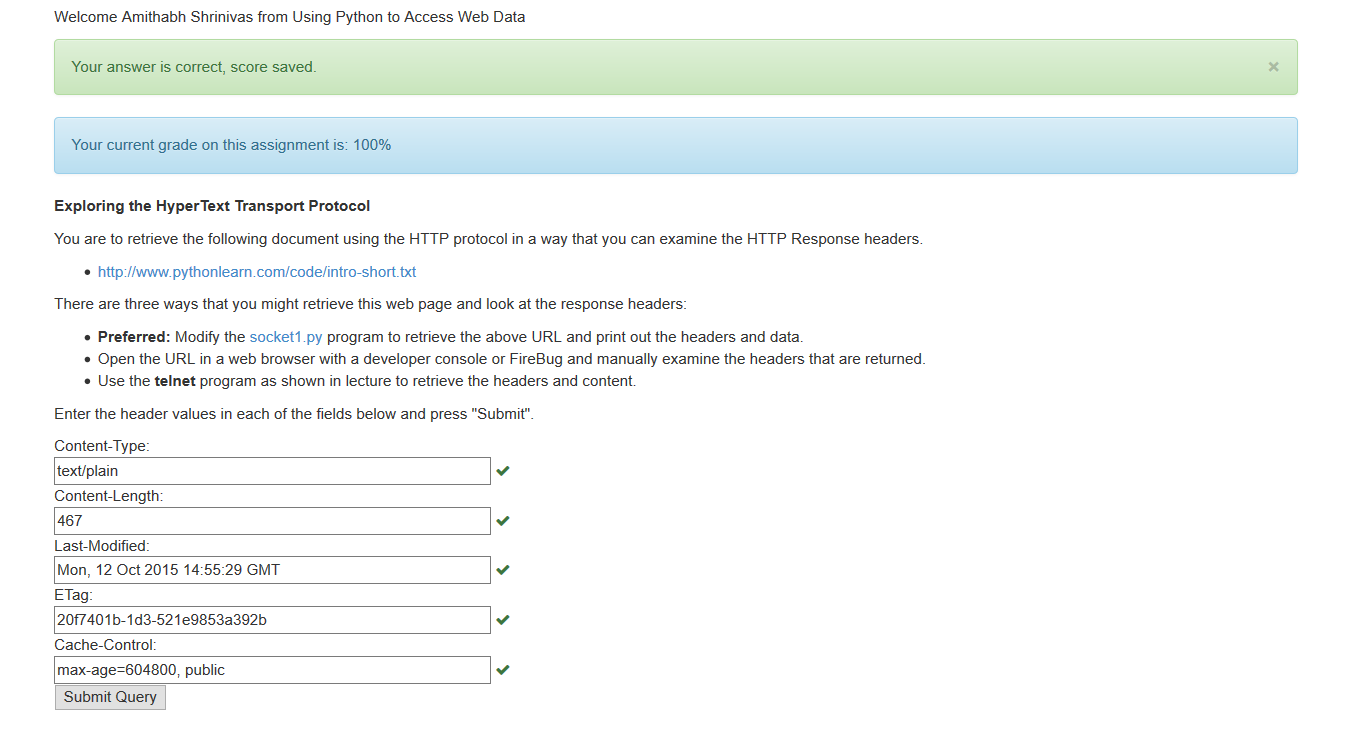 Welcome Amithabh Shrinivas from Using Python to Access Web Data
Your answer is correct, score saved.
×
Your current grade on this assignment is: 100%
Exploring the HyperText Transport Protocol
You are to retrieve the following document using the HTTP protocol in a way that you can examine the HTTP Response headers.
http://www.pythonlearn.com/code/intro-short.txt
There are three ways that you might retrieve this web page and look at the response headers:
Preferred: Modify the socket1.py program to retrieve the above URL and print out the headers and data.
Open the URL in a web browser with a developer console or FireBug and manually examine the headers that are returned.
Use the telnet program as shown in lecture to retrieve the headers and content.
Enter the header values in each of the fields below and press "Submit".
Content-Type:
text/plain
Content-Length:
467
Last-Modified:
Mon, 12 Oct 2015 14:55:29 GMT
ETag:
20f7401b-1d3-521e9853a392b
Cache-Control:
max-age=604800, public
Submit Query